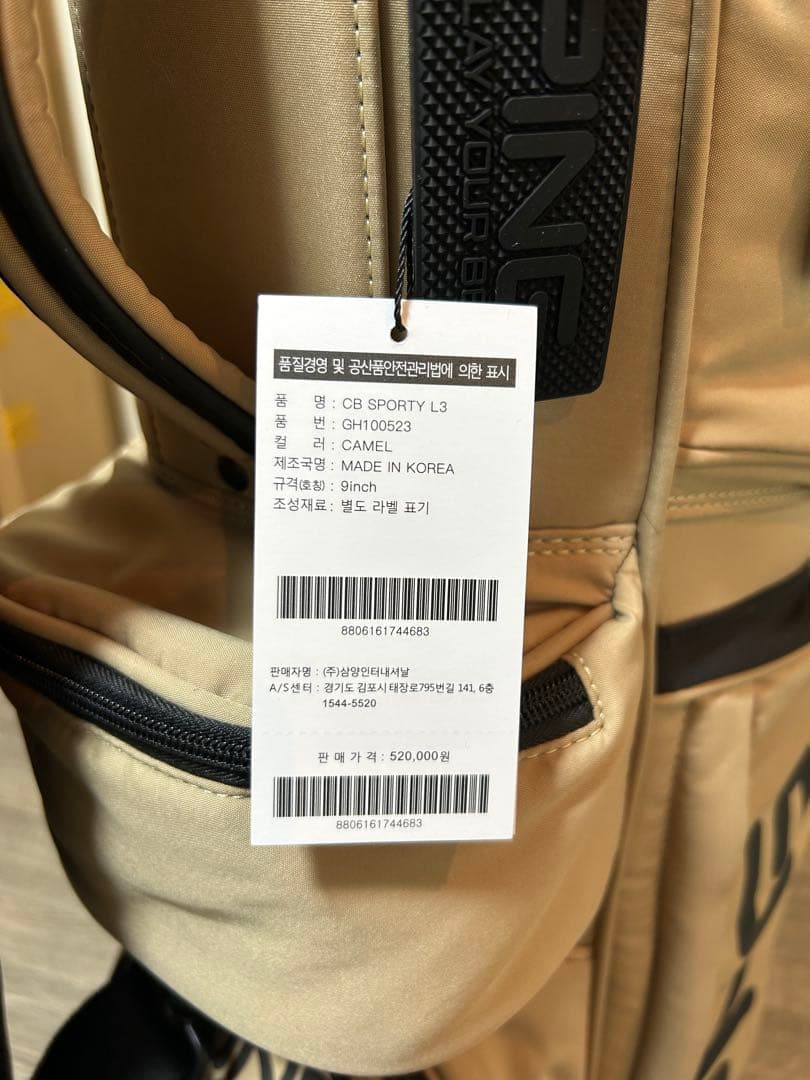 PING
PLAY YOUR BE
품질경영 및 공산품안전관리법에 의한 표시
품 명 : CB SPORTY L3
품 번 : GH100523
컬 러 : CAMEL
제조국명 : MADE IN KOREA
규격(호칭) : 9inch
조성재료 : 별도 라벨 표기
8806161744683
판매자명 : (주)삼양인터내셔날
A/S센터 : 경기도 김포시 태장로795번길 141, 6층
1544-5520
판 매 가 격 : 520,000원
8806161744683